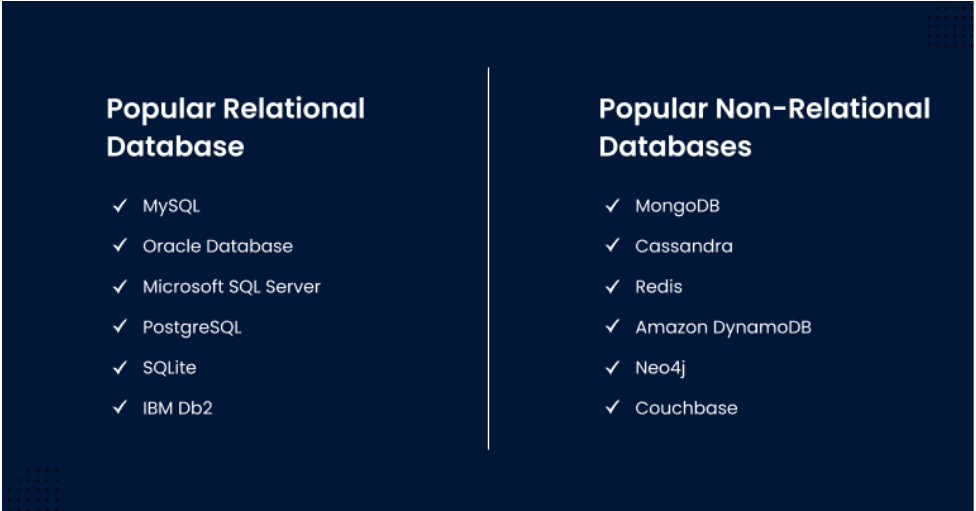 Popular Relational
Database
MySQL
Oracle Database
Microsoft SQL Server
PostgreSQL
SQLite
IBM Db2
Popular Non-Relational
Databases
MongoDB
Cassandra
Redis
Amazon DynamoDB
Neo4j
Couchbase